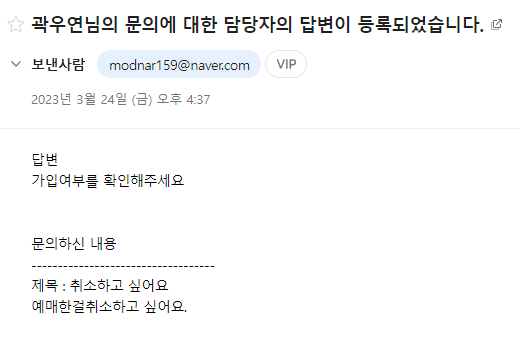 곽우연님의 문의에 대한 담당자의 답변이 등록되었습니다.
보낸사람 modnar159@naver.com VIP
2023년 3월 24일 (금) 오후 4:37
답변
가입여부를 확인해주세요
문의하신 내용
-----------------------------------
제목 : 취소하고 싶어요
예매한걸취소하고 싶어요.